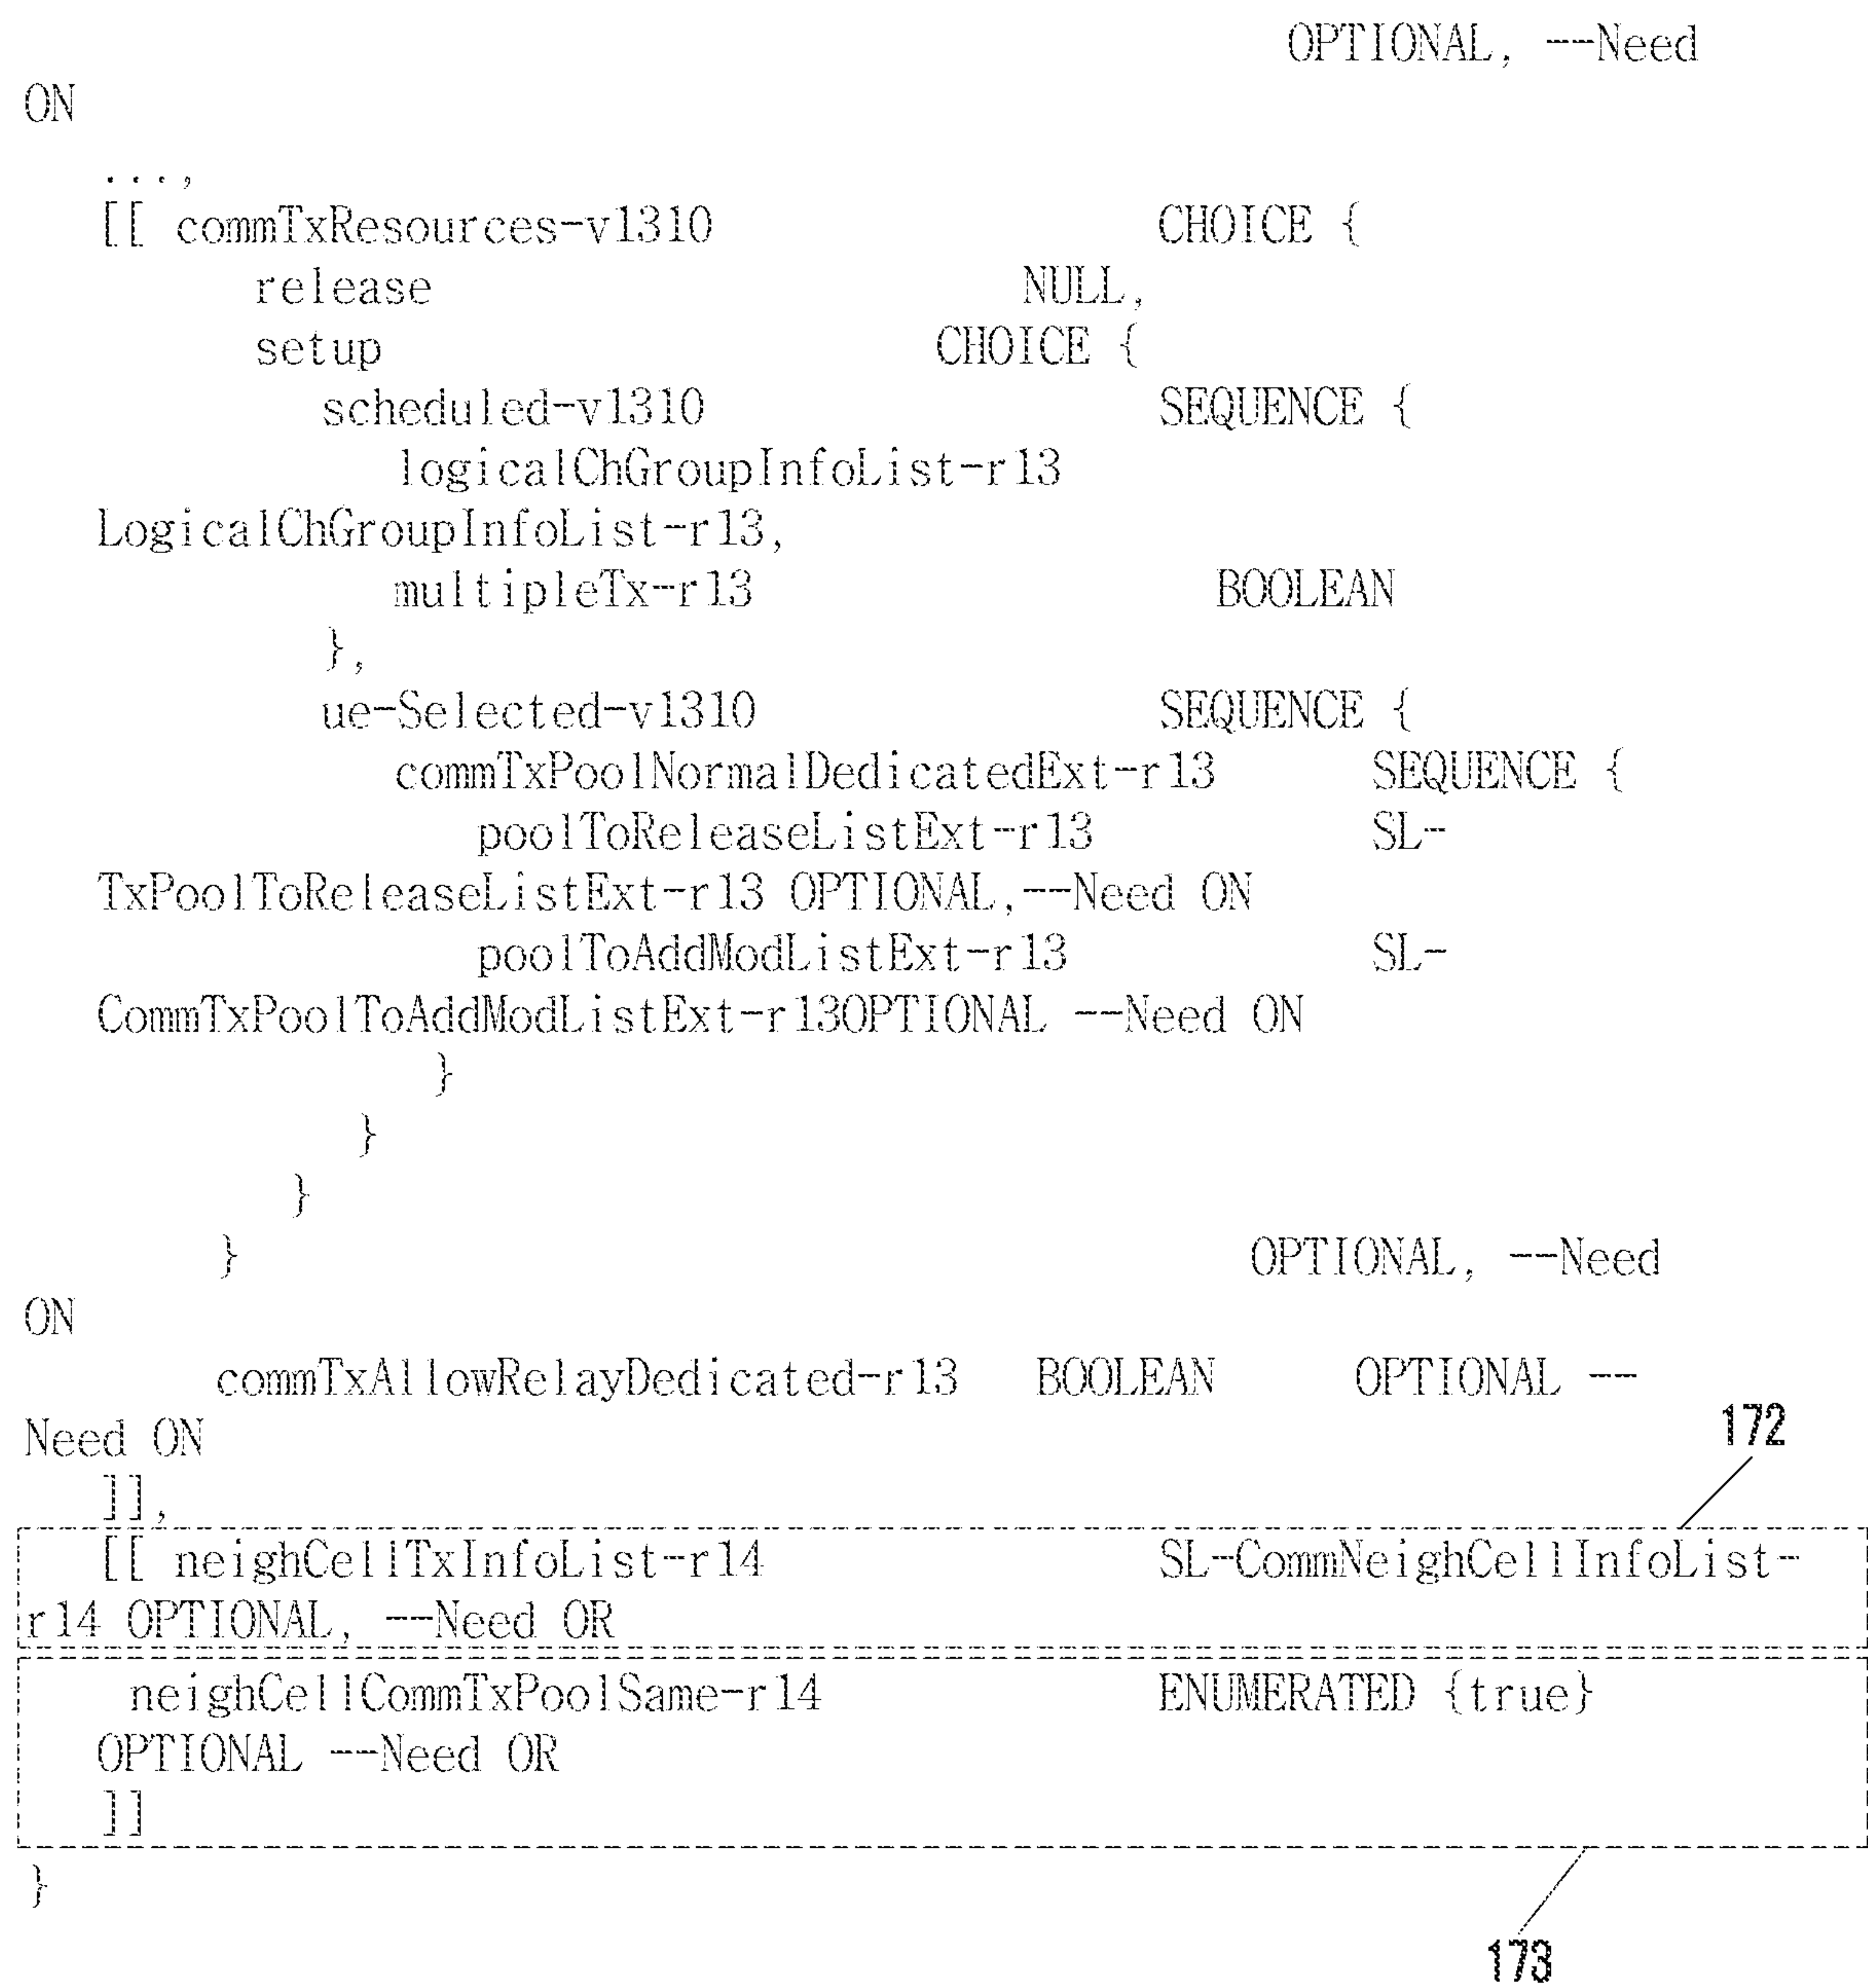 OPTIONAL, --Need
ON
...,
[[ commTxResources-v1310 CHOICE {
release NULL,
setup CHOICE {
scheduled-v1310 SEQUENCE {
logicalChGroupInfoList-r13
LogicalChGroupInfoList-r13,
multipleTx-r13 BOOLEAN
},
ue-Selected-v1310 SEQUENCE {
commTxPoolNormalDedicatedExt-r13 SEQUENCE {
poolToReleaseListExt-r13 SL-
TxPoolToReleaseListExt-r13 OPTIONAL,--Need ON
poolToAddModListExt-r13 SL-
CommTxPoolToAddModListExt-r13OPTIONAL --Need ON
}
}
}
} OPTIONAL, --Need
ON
commTxAllowRelayDedicated-r13 BOOLEAN OPTIONAL --
Need ON
172
]],
[[ neighCellTxInfoList-r14 SL-CommNeighCellInfoList-
r14 OPTIONAL, --Need OR
neighCellCommTxPoolSame-r14 ENUMERATED {true}
OPTIONAL --Need OR
]]
}
173